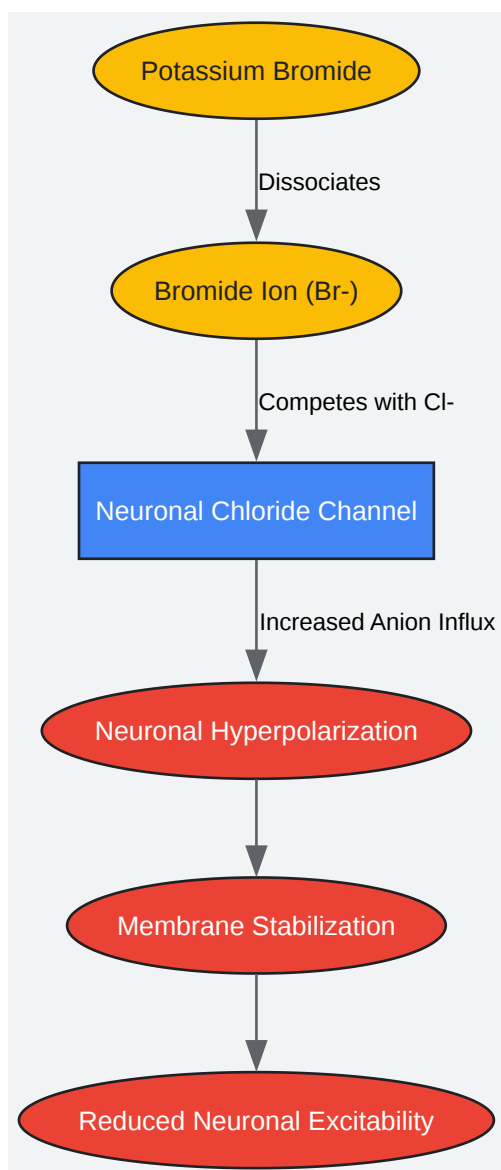 Potassium Bromide
Dissociates
Bromide Ion (Br-)
Competes with Cl-
Neuronal Chloride Channel
Increased Anion Influx
Neuronal Hyperpolarization
Membrane Stabilization
Reduced Neuronal Excitability